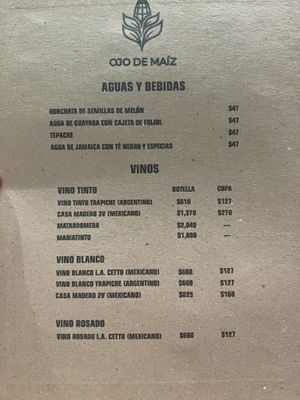 OJO DE MAÍZ
AGUAS Y BEBIDAS
HORCHATA DE SEMILLAS DE MELÓN $47
AGUA DE GUAYABA CON CAJETA DE FRIJOL $47
TEPACHE $47
AGUA DE JAMAICA CON TÉ NEGRO Y ESPECIAS $47
VINOS
VINO TINTO BOTELLA COPA
VINO TINTO TRAPICHE (ARGENTINO) $610 $127
CASA MADERO 3V (MEXICANO) $1,370 $270
MATARROMERA $2,040 ---
MARIATINTO $1,600 ---
VINO BLANCO
VINO BLANCO L.A. CETTO (MEXICANO) $660 $127
VINO BLANCO TRAPICHE (ARGENTINO) $660 $127
CASA MADERO 2V (MEXICANO) $825 $160
VINO ROSADO
VINO ROSADO L.A. CETTO (MEXICANO) $660 $127